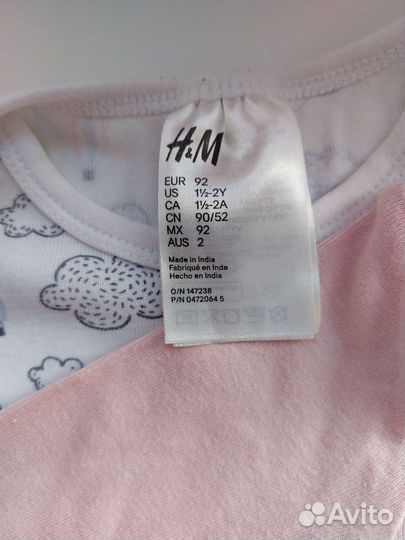 H&M
EUR 92
US 1½-2Y
CA 1½-2A
CN 90/52
MX 92
AUS 2
Made in India
Fabriqué en Inde
Hecho en India
O/N 147238
P/N 0472064 5
Avito